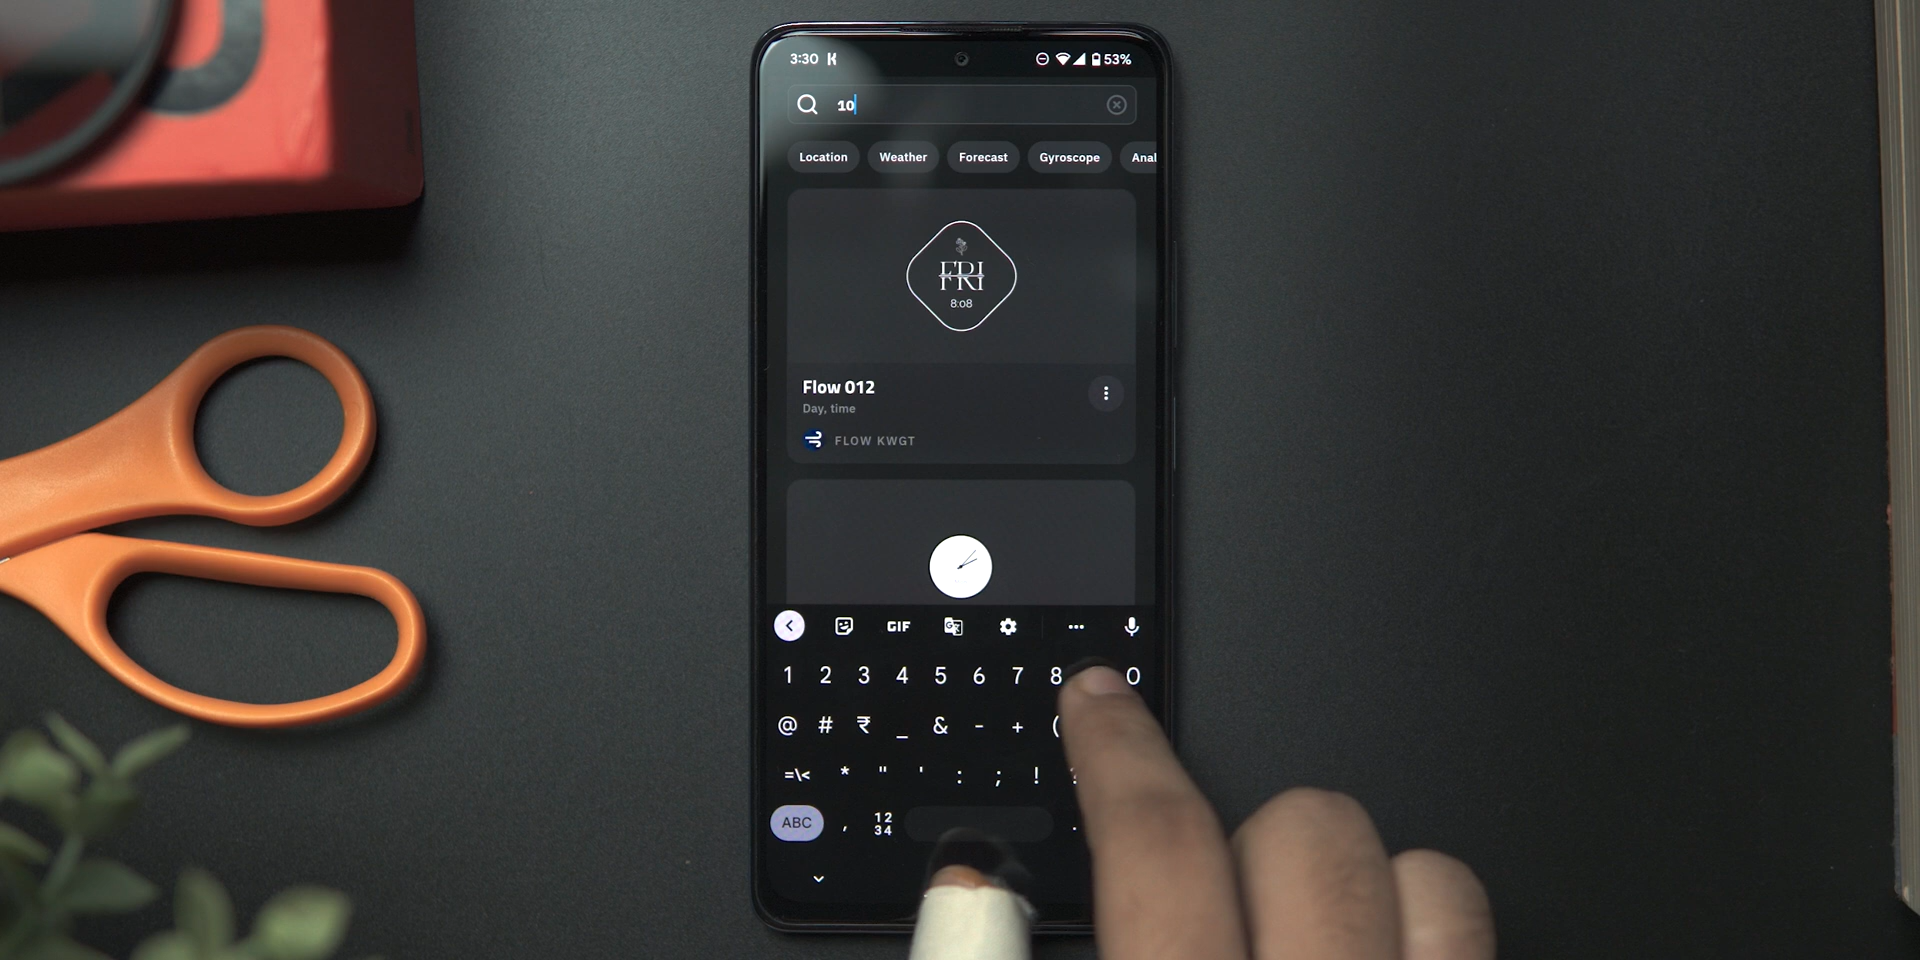 3:30 53%
10
Location Weather Forecast Gyroscope Anal
FRI
8:08
Flow 012
Day, time
FLOW KWGT
GIF
1 2 3 4 5 6 7 8 0
@ # ₹ _ & - + (
=\< * " ' : ; ! ?
ABC , 12 34 .